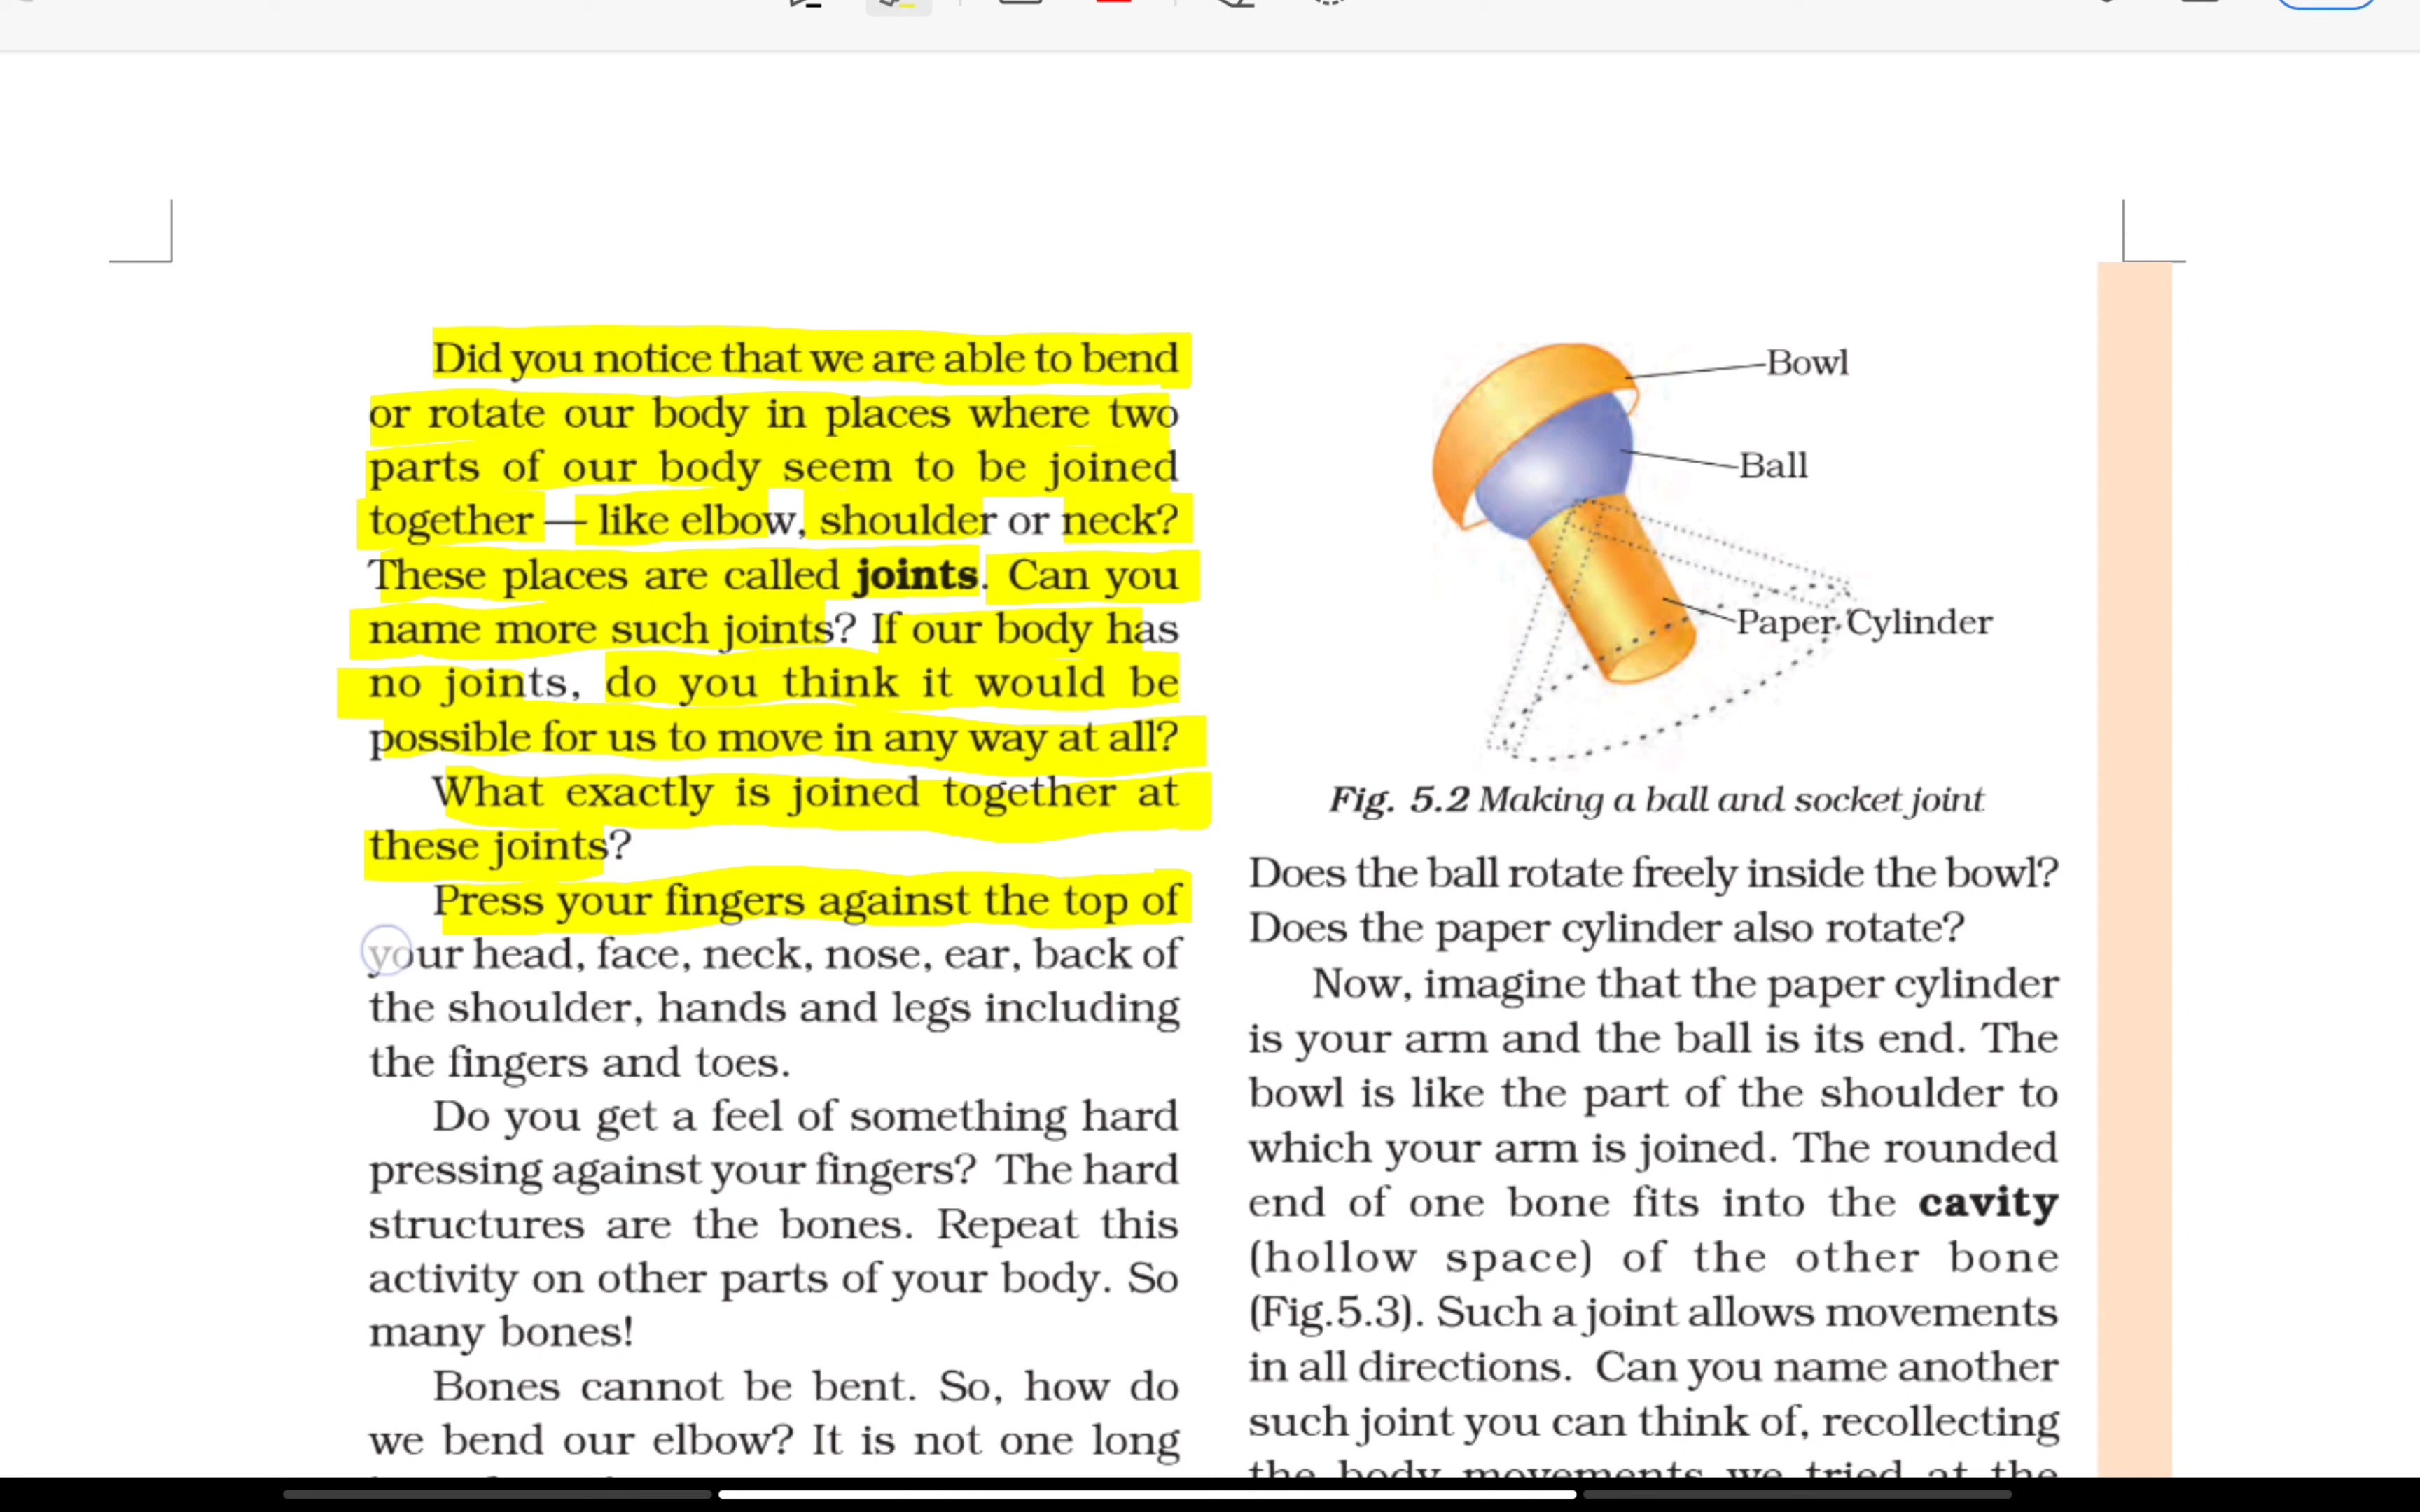 Did you notice that we are able to bend
or rotate our body in places where two
parts of our body seem to be joined
together — like elbow, shoulder or neck?
These places are called joints. Can you
name more such joints? If our body has
no joints, do you think it would be
possible for us to move in any way at all?
What exactly is joined together at
these joints?
Press your fingers against the top of
your head, face, neck, nose, ear, back of
the shoulder, hands and legs including
the fingers and toes.
Do you get a feel of something hard
pressing against your fingers? The hard
structures are the bones. Repeat this
activity on other parts of your body. So
many bones!
Bones cannot be bent. So, how do
we bend our elbow? It is not one long
Bowl
Ball
Paper Cylinder
Fig. 5.2 Making a ball and socket joint
Does the ball rotate freely inside the bowl?
Does the paper cylinder also rotate?
Now, imagine that the paper cylinder
is your arm and the ball is its end. The
bowl is like the part of the shoulder to
which your arm is joined. The rounded
end of one bone fits into the cavity
(hollow space) of the other bone
(Fig.5.3). Such a joint allows movements
in all directions. Can you name another
such joint you can think of, recollecting
the body movements we tried at the